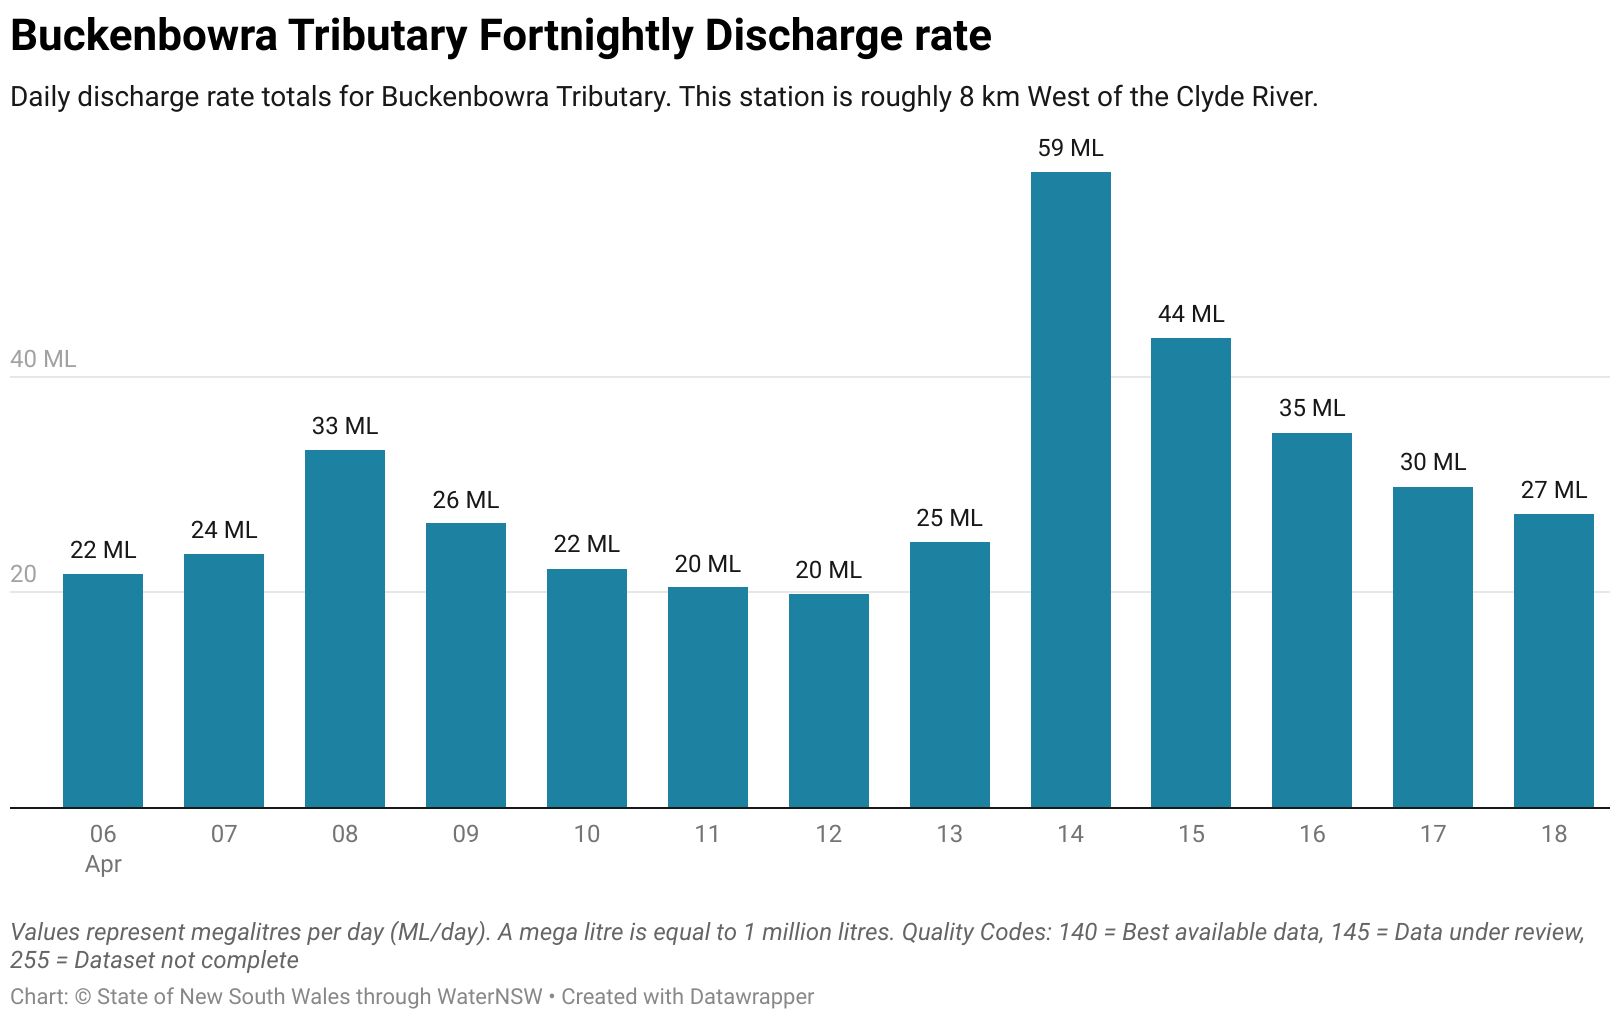 Buckenbowra Tributary Fortnightly Discharge rate
Daily discharge rate totals for Buckenbowra Tributary. This station is roughly 8 km West of the Clyde River.
59 ML
44 ML
40 ML
35 ML
33 ML
30 ML
27 ML
26 ML
25 ML
24 ML
22 ML
22 ML
20 ML
20 ML
20
06 07 08 09 10 11 12 13 14 15 16 17 18
Apr
Values represent megalitres per day (ML/day). A mega litre is equal to 1 million litres. Quality Codes: 140 = Best available data, 145 = Data under review,
255 = Dataset not complete
Chart: © State of New South Wales through WaterNSW • Created with Datawrapper